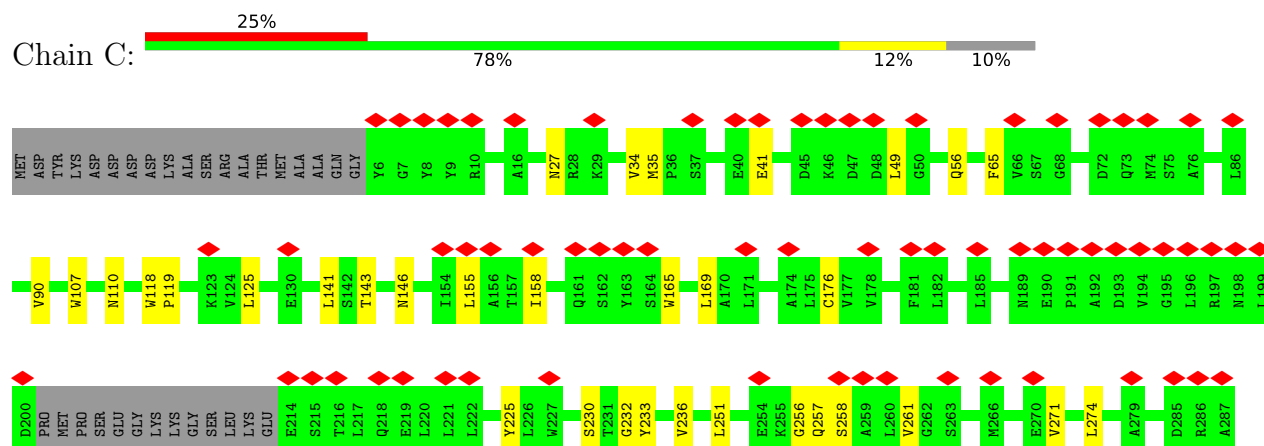 25%
Chain C:
78% 12% 10%
MET ASP TYR LYS ASP ASP ASP ASP LYS ALA SER ARG ALA THR MET ALA ALA GLN GLY Y6 G7 Y8 Y9 R10 A16 N27 R28 K29 V34 M35 P36 S37 E40 E41 D45 K46 D47 D48 L49 G50 Q56 F65 V66 S67 G68 D72 Q73 M74 S75 A76 L86
V90 W107 N110 W118 P119 K123 V124 L125 E130 L141 S142 T143 N146 I154 L155 A156 T157 I158 Q161 S162 Y163 S164 W165 L169 A170 L171 A174 L175 C176 V177 V178 F181 L182 L185 N189 E190 P191 A192 D193 V194 G195 L196 R197 N198 L199
D200 PRO MET PRO SER GLU GLY LYS LYS GLY SER LEU LYS GLU E214 S215 T216 L217 Q218 E219 L220 L221 L222 Y225 L226 W227 S230 T231 G232 Y233 V236 L251 E254 K255 G256 Q257 S258 A259 L260 V261 G262 S263 M266 E270 V271 L274 A279 D285 R286 A287